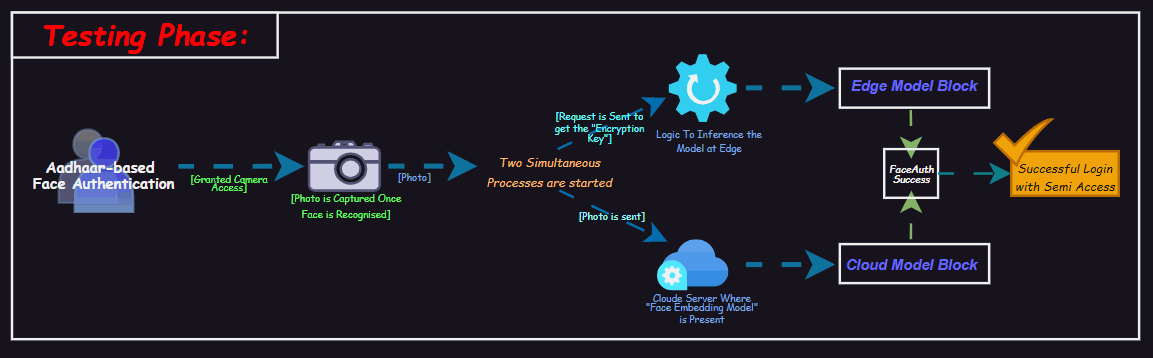 Testing Phase:
Aadhaar-based
Face Authentication
[Granted Camera
Access]
[Photo is Captured Once
Face is Recognised]
[Photo]
Two Simultaneous
Processes are started
[Request is Sent to
get the "Encryption
Key"]
Logic To Inference the
Model at Edge
Edge Model Block
[Photo is sent]
Cloude Server Where
"Face Embedding Model"
is Present
Cloud Model Block
FaceAuth
Success
Successful Login
with Semi Access